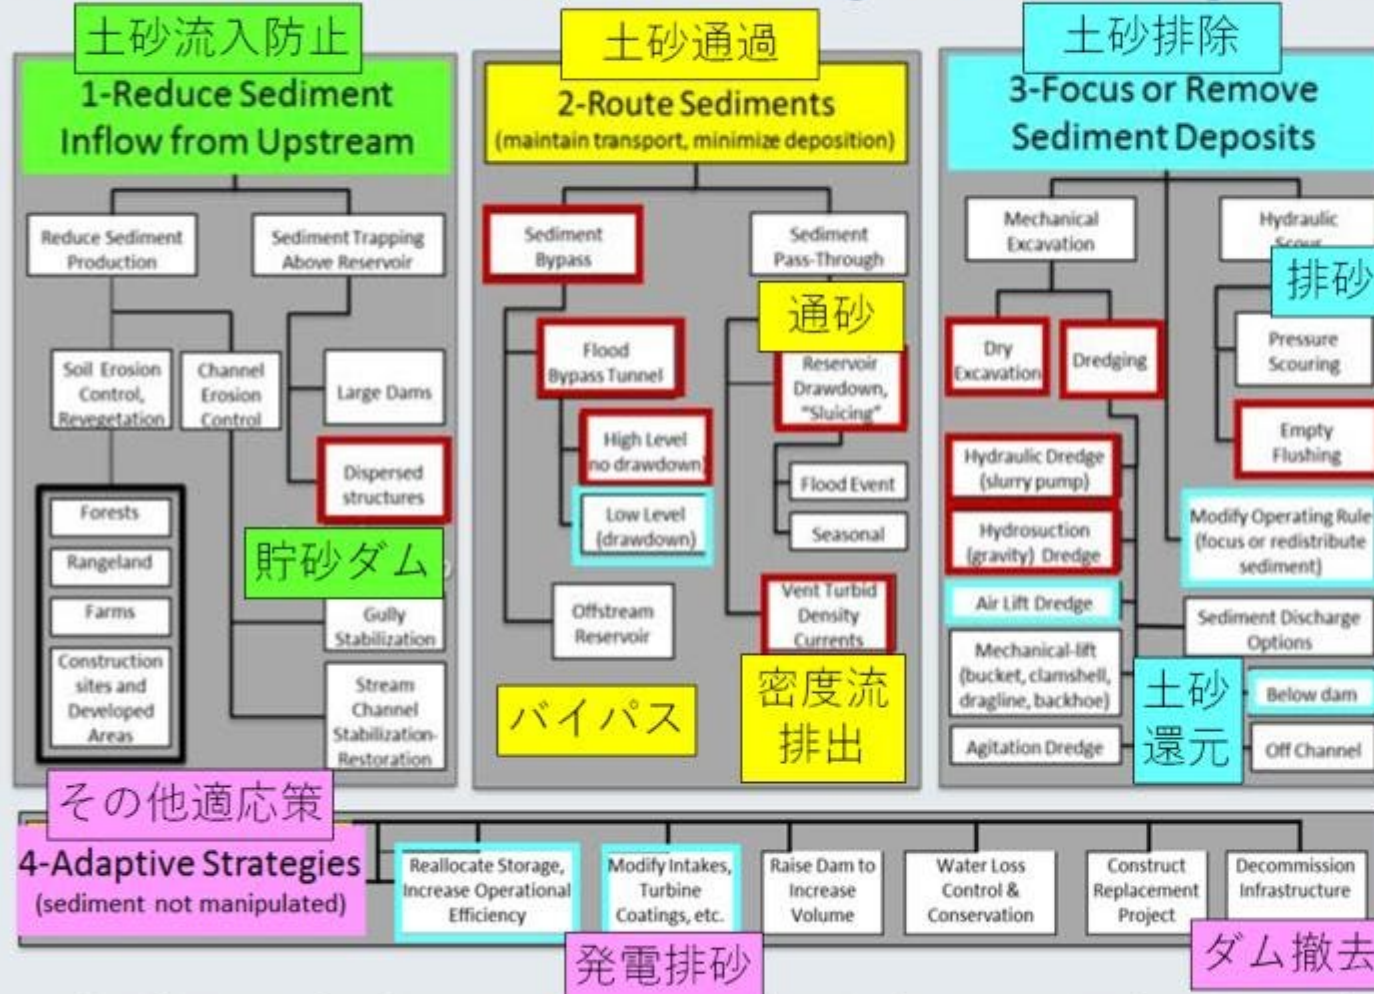 土砂流入防止
1-Reduce Sediment
Inflow from Upstream
Reduce Sediment
Production
Sediment Trapping
Above Reservoir
Soil Erosion
Control,
Revegetation
Channel
Erosion
Control
Large Dams
Dispersed
structures
Forests
Rangeland
Farms
Construction
sites and
Developed
Areas
貯砂ダム
Gully
Stabilization
Stream
Channel
Stabilization-
Restoration
土砂通過
2-Route Sediments
(maintain transport, minimize deposition)
Sediment
Bypass
Sediment
Pass-Through
通砂
Flood
Bypass Tunnel
Reservoir
Drawdown,
"Sluicing"
High Level
no drawdown)
Low Level
(drawdown)
Flood Event
Seasonal
Offstream
Reservoir
Vent Turbid
Density
Currents
バイパス
密度流
排出
土砂排除
3-Focus or Remove
Sediment Deposits
Mechanical
Excavation
Hydraulic
Scour
排砂
Dry
Excavation
Dredging
Pressure
Scouring
Empty
Flushing
Hydraulic Dredge
(slurry pump)
Hydrosuction
(gravity) Dredge
Air Lift Dredge
Mechanical-lift
(bucket, clamshell,
dragline, backhoe)
Agitation Dredge
Modify Operating Rule
(focus or redistribute
sediment)
Sediment Discharge
Options
土砂
還元
Below dam
Off Channel
その他適応策
4-Adaptive Strategies
(sediment not manipulated)
Reallocate Storage,
Increase Operational
Efficiency
Modify Intakes,
Turbine
Coatings, etc.
Raise Dam to
Increase
Volume
Water Loss
Control &
Conservation
Construct
Replacement
Project
Decommission
Infrastructure
発電排砂
ダム撤去